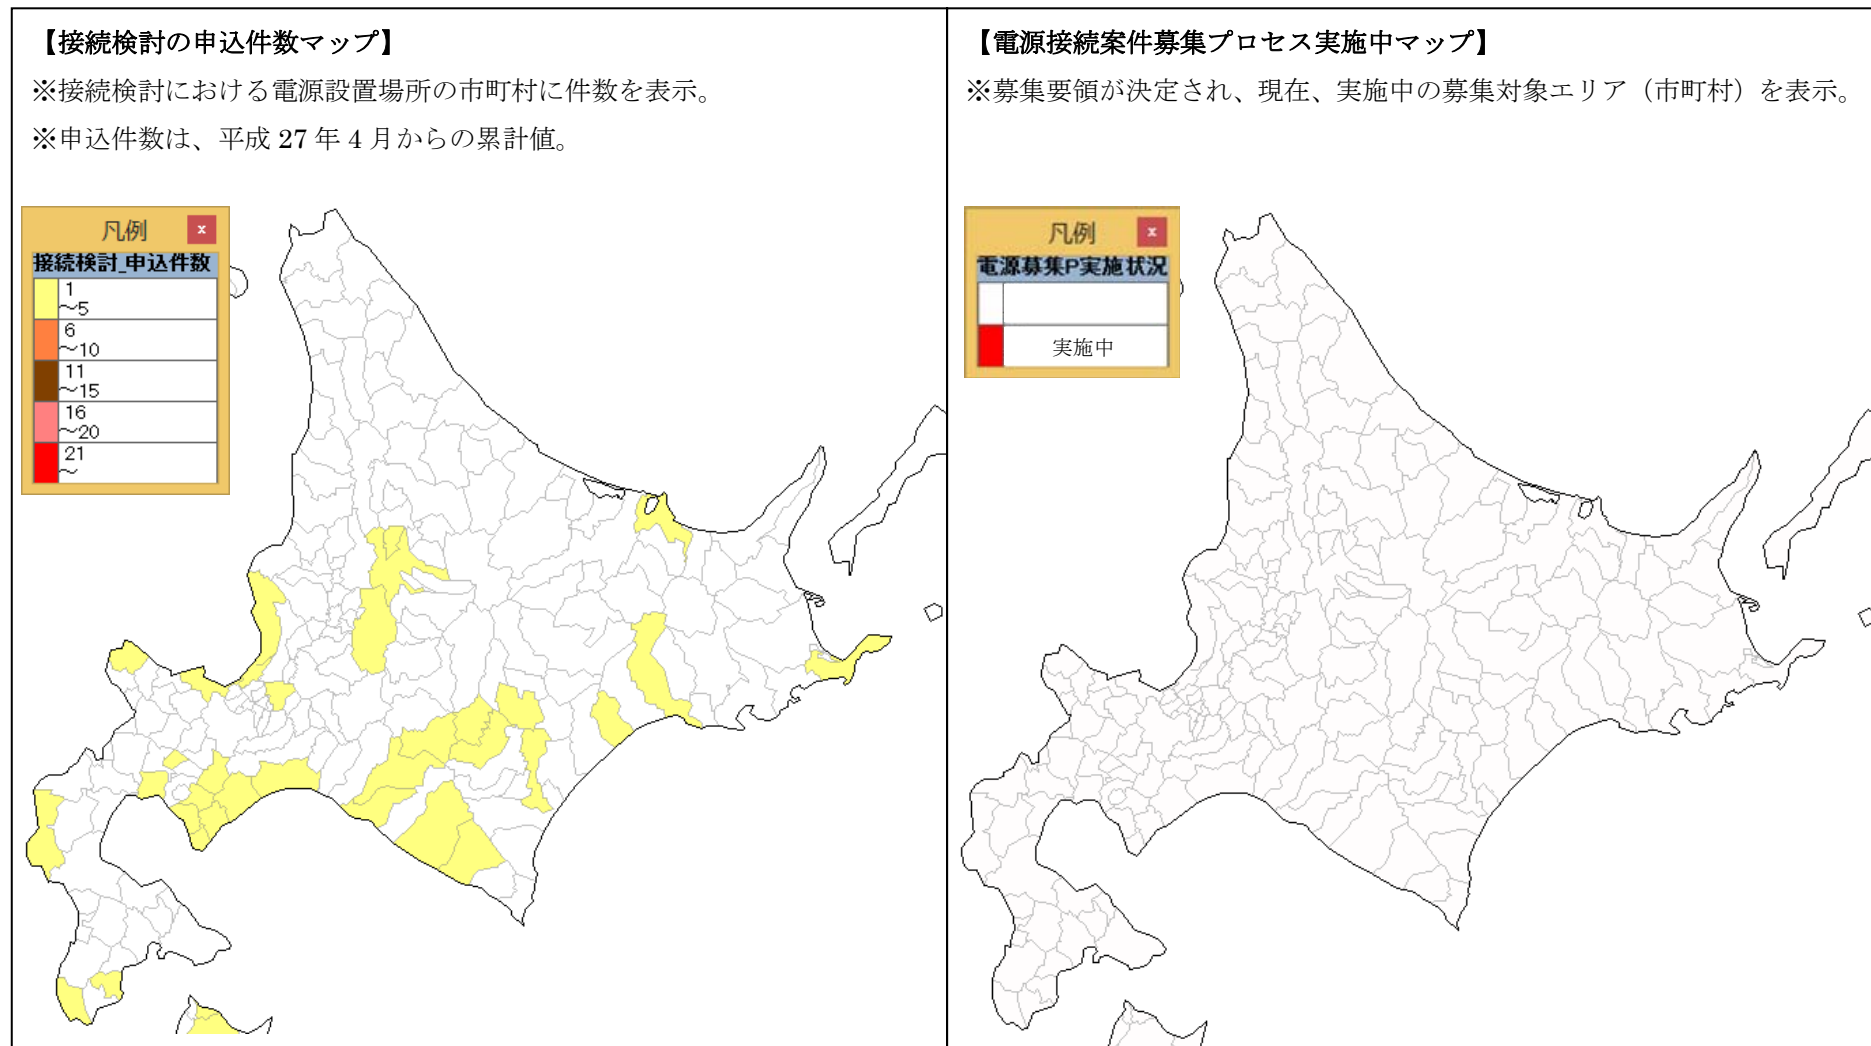 【接続検討の申込件数マップ】
※接続検討における電源設置場所の市町村に件数を表示。
※申込件数は、平成 27 年 4 月からの累計値。
凡例
x
接続検討_申込件数
1
～5
6
～10
11
～15
16
～20
21
～
【電源接続案件募集プロセス実施中マップ】
※募集要領が決定され、現在、実施中の募集対象エリア（市町村）を表示。
凡例
x
電源募集P実施状況
実施中